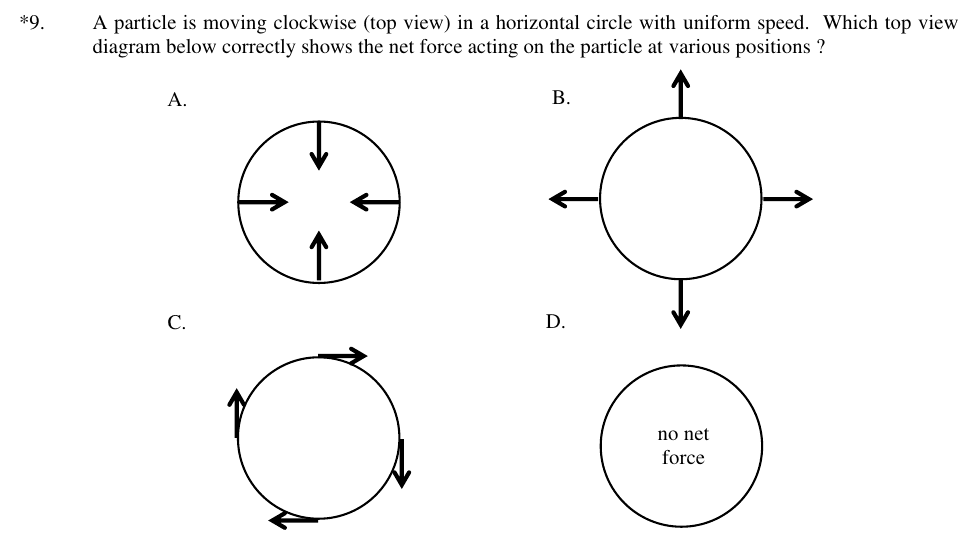 *9. A particle is moving clockwise (top view) in a horizontal circle with uniform speed. Which top view
diagram below correctly shows the net force acting on the particle at various positions ?
A.
B.
C.
D.
no net
force